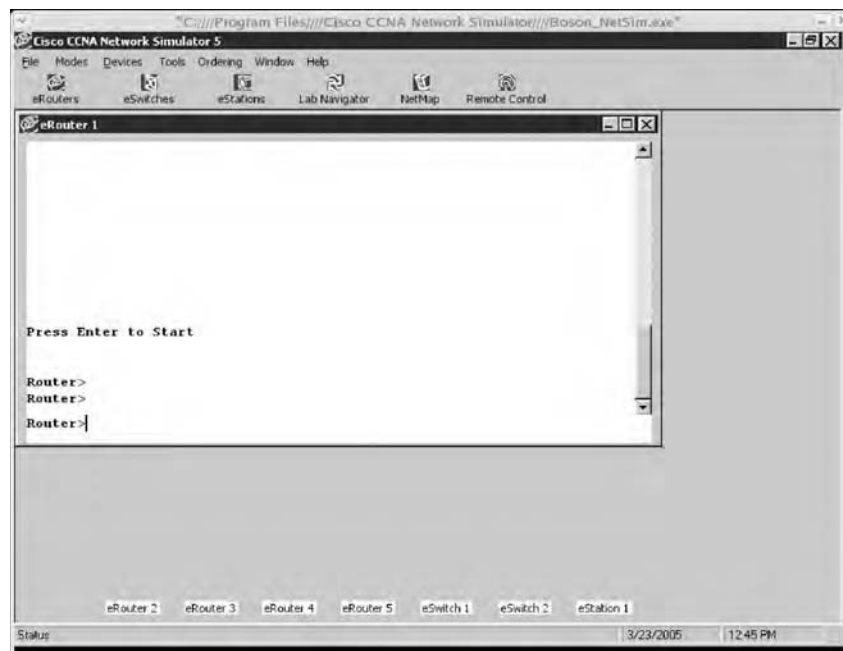 "C:////Program Files////Cisco CCNA Network Simulator////Boson_NetSim.exe"
Cisco CCNA Network Simulator 5
File Modes Devices Tools Ordering Window Help
eRouters eSwitches eStations Lab Navigator NetMap Remote Control
eRouter 1
Press Enter to Start
Router>
Router>
Router>
eRouter 2 eRouter 3 eRouter 4 eRouter 5 eSwitch 1 eSwitch 2 eStation 1
Status 3/23/2005 12:45 PM